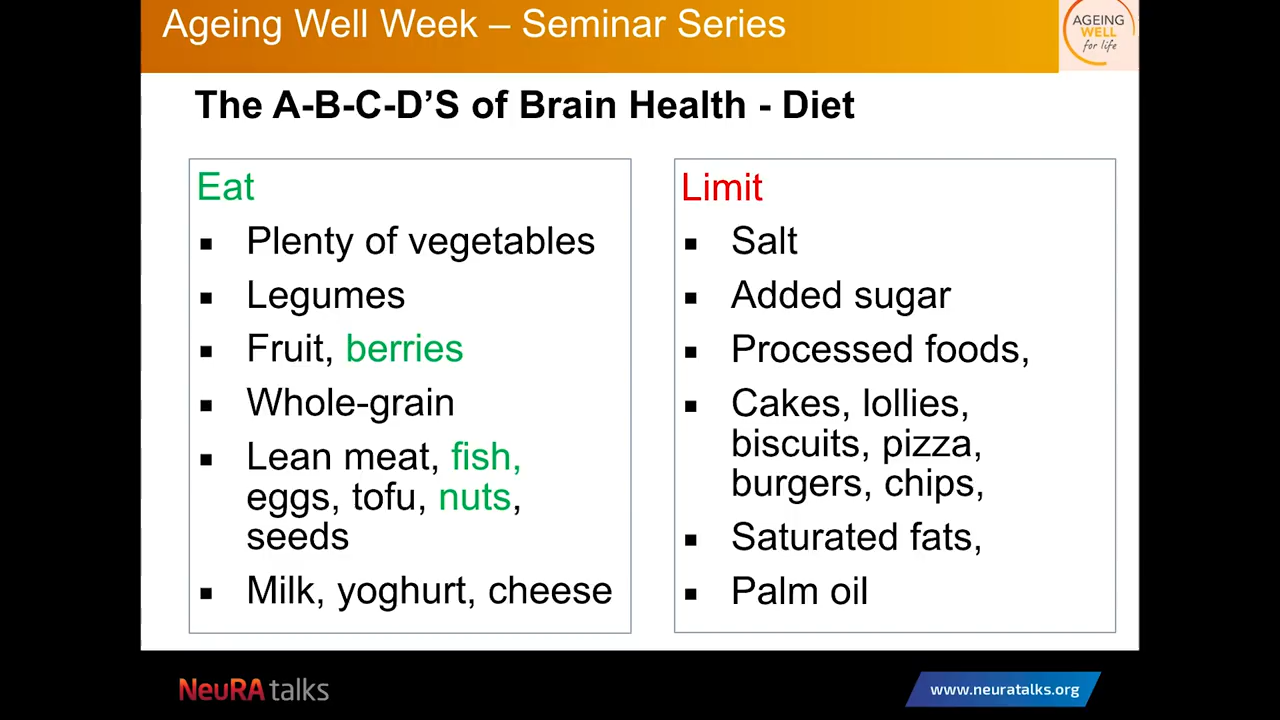 Ageing Well Week – Seminar Series
AGEING
WELL
for life
The A-B-C-D’S of Brain Health - Diet
Eat
▪ Plenty of vegetables
▪ Legumes
▪ Fruit, berries
▪ Whole-grain
▪ Lean meat, fish,
eggs, tofu, nuts,
seeds
▪ Milk, yoghurt, cheese
Limit
▪ Salt
▪ Added sugar
▪ Processed foods,
▪ Cakes, lollies,
biscuits, pizza,
burgers, chips,
▪ Saturated fats,
▪ Palm oil
NeuRA talks
www.neuratalks.org